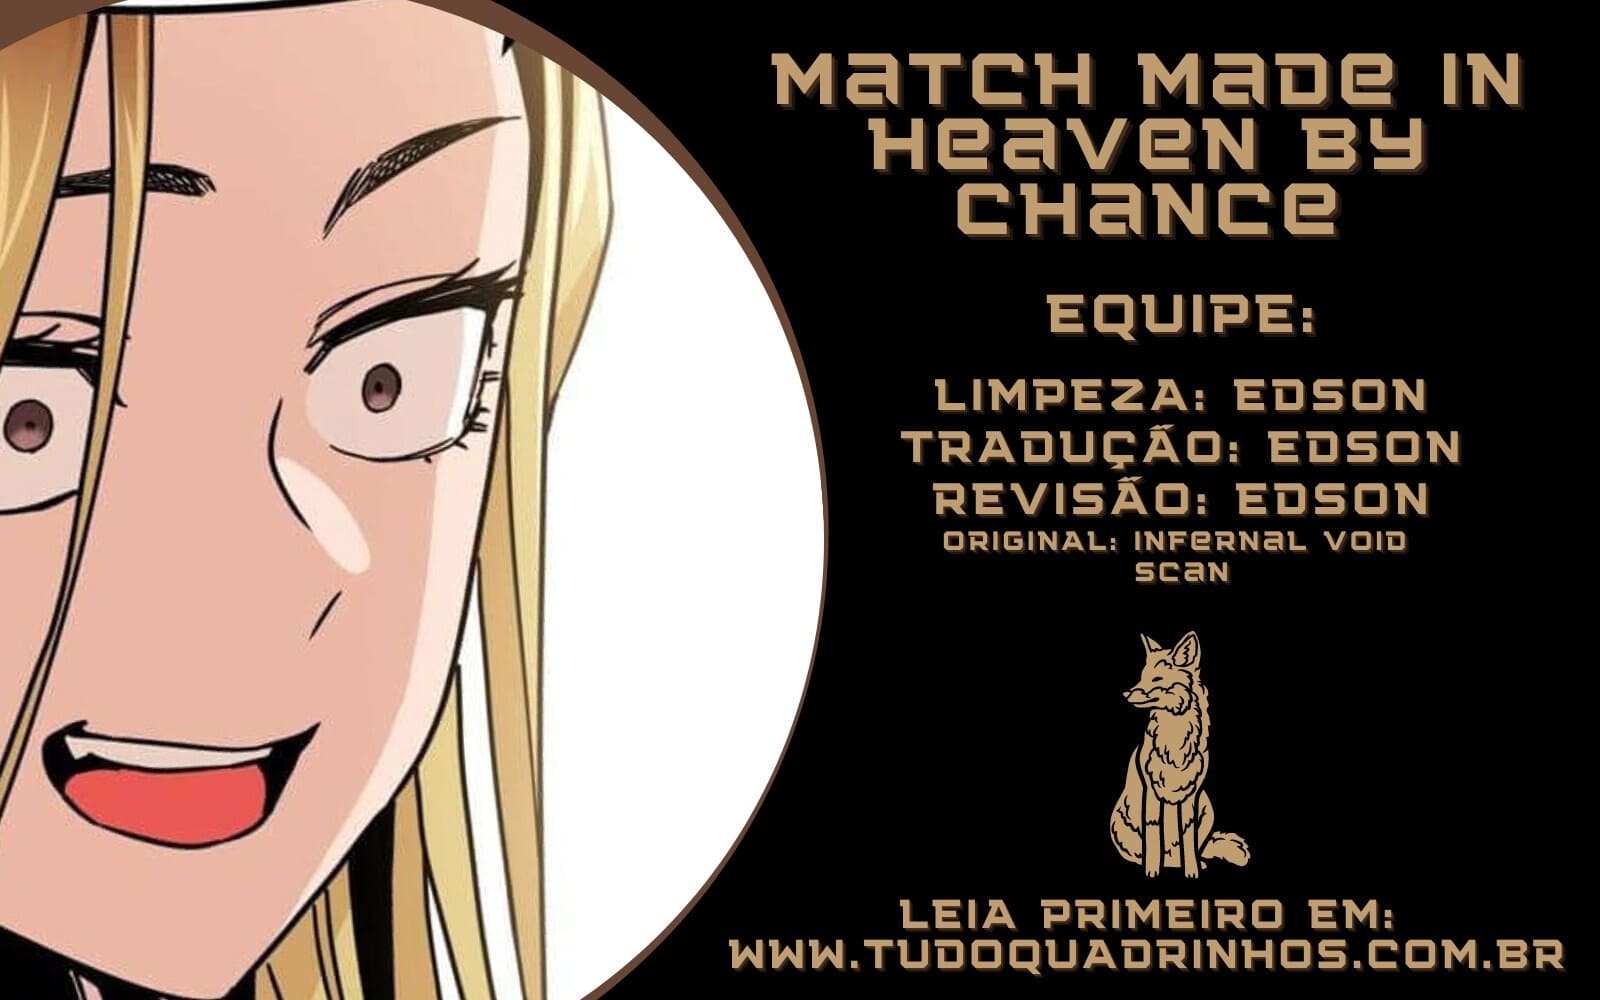 Match Made in
Heaven by
Chance
EQUIPE:
LIMPEZA: EDSON
TRADUÇÃO: EDSON
REVISÃO: EDSON
ORIGINAL: Infernal Void
Scan
LEIA PRIMEIRO EM:
WWW.TUDOQUADRINHOS.COM.BR